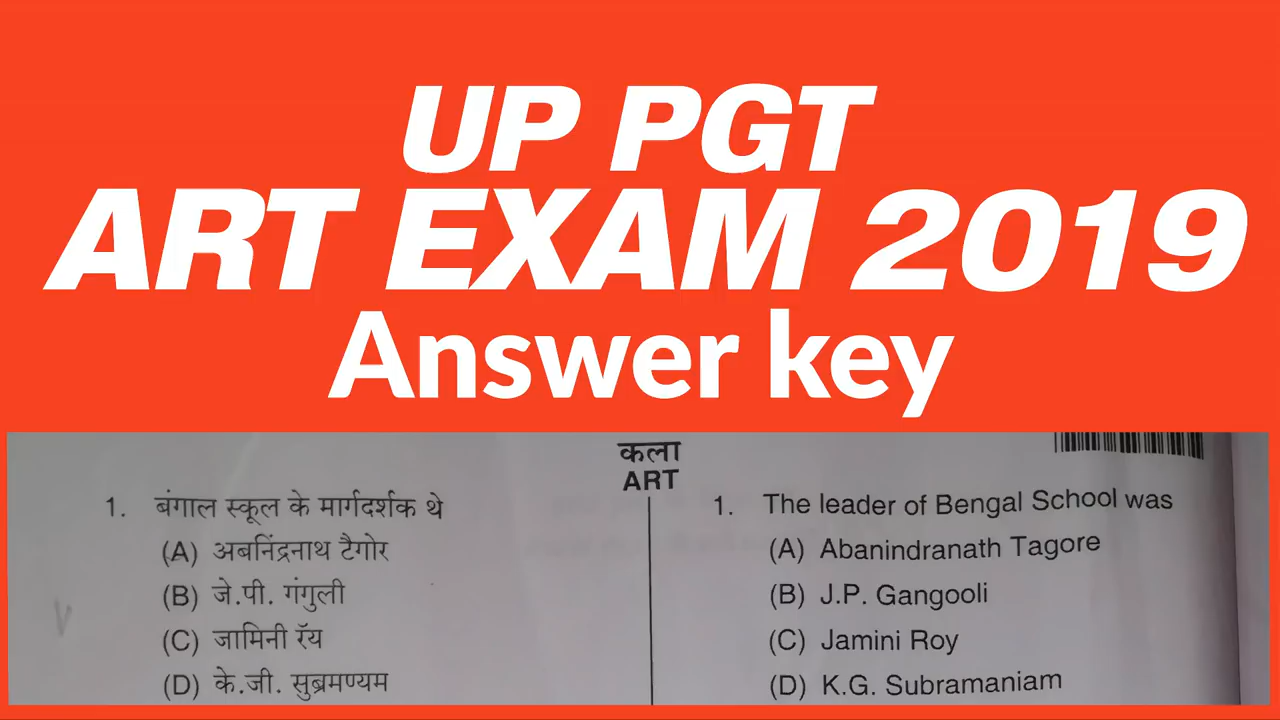 UP PGT
ART EXAM 2019
Answer key
कला
ART
1. बंगाल स्कूल के मार्गदर्शक थे
(A) अबनिंद्रनाथ टैगोर
(B) जे.पी. गंगुली
(C) जामिनी रॉय
(D) के.जी. सुब्रमण्यम
1. The leader of Bengal School was
(A) Abanindranath Tagore
(B) J.P. Gangooli
(C) Jamini Roy
(D) K.G. Subramaniam